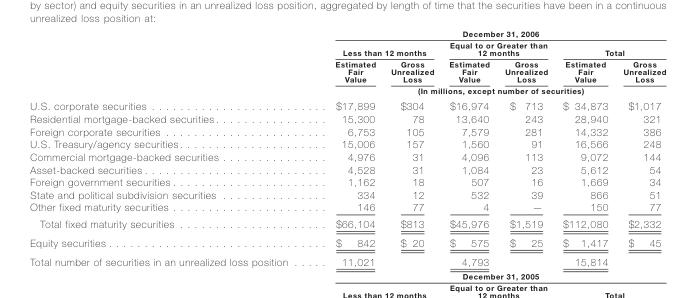 by sector) and equity securities in an unrealized loss position, aggregated by length of time that the securities have been in a continuous
unrealized loss position at:
December 31, 2006
Less than 12 months Equal to or Greater than 12 months Total
Estimated Fair Value Gross Unrealized Loss Estimated Fair Value Gross Unrealized Loss Estimated Fair Value Gross Unrealized Loss
(In millions, except number of securities)
U.S. corporate securities . . . . . . . . . . . . . . . . . . . . . . . . . $17,899 $304 $16,974 $ 713 $ 34,873 $1,017
Residential mortgage-backed securities . . . . . . . . . . . . . . . . 15,300 78 13,640 243 28,940 321
Foreign corporate securities . . . . . . . . . . . . . . . . . . . . . . 6,753 105 7,579 281 14,332 386
U.S. Treasury/agency securities . . . . . . . . . . . . . . . . . . . . 15,006 157 1,560 91 16,566 248
Commercial mortgage-backed securities . . . . . . . . . . . . . . . 4,976 31 4,096 113 9,072 144
Asset-backed securities . . . . . . . . . . . . . . . . . . . . . . . . . 4,528 31 1,084 23 5,612 54
Foreign government securities . . . . . . . . . . . . . . . . . . . . . 1,162 18 507 16 1,669 34
State and political subdivision securities . . . . . . . . . . . . . . . 334 12 532 39 866 51
Other fixed maturity securities . . . . . . . . . . . . . . . . . . . . . 146 77 4 — 150 77
Total fixed maturity securities . . . . . . . . . . . . . . . . . . . . $66,104 $813 $45,976 $1,519 $112,080 $2,332
Equity securities . . . . . . . . . . . . . . . . . . . . . . . . . . . . . $ 842 $ 20 $ 575 $ 25 $ 1,417 $ 45
Total number of securities in an unrealized loss position . . . . . 11,021 4,793 15,814
December 31, 2005
Less than 12 months Equal to or Greater than 12 months Total